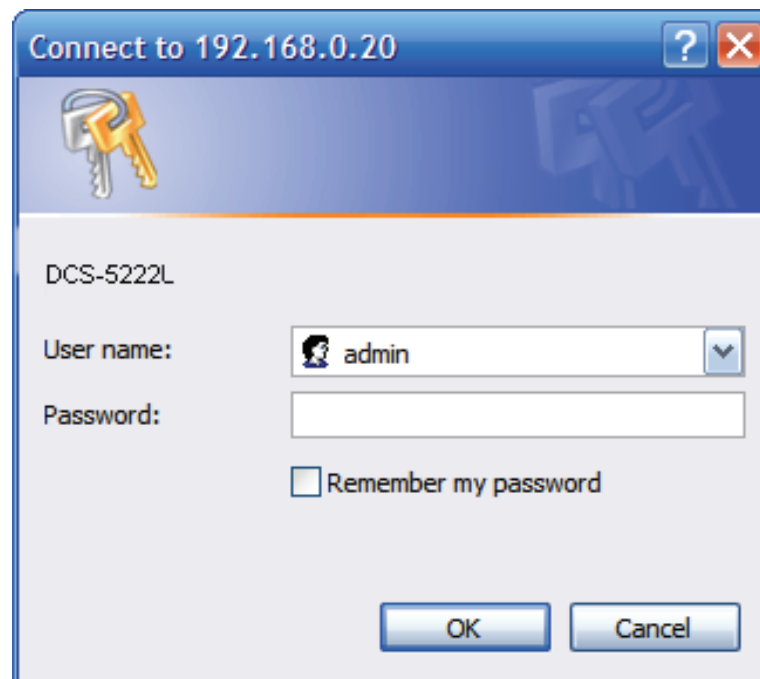 Connect to 192.168.0.20
DCS-5222L
User name: admin
Password:
Remember my password
OK Cancel